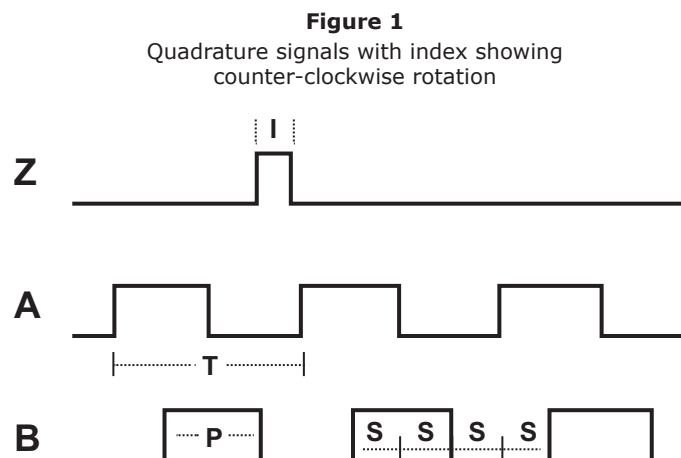 Figure 1
Quadrature signals with index showing
counter-clockwise rotation
I
Z
A
T
B
P
S S S S